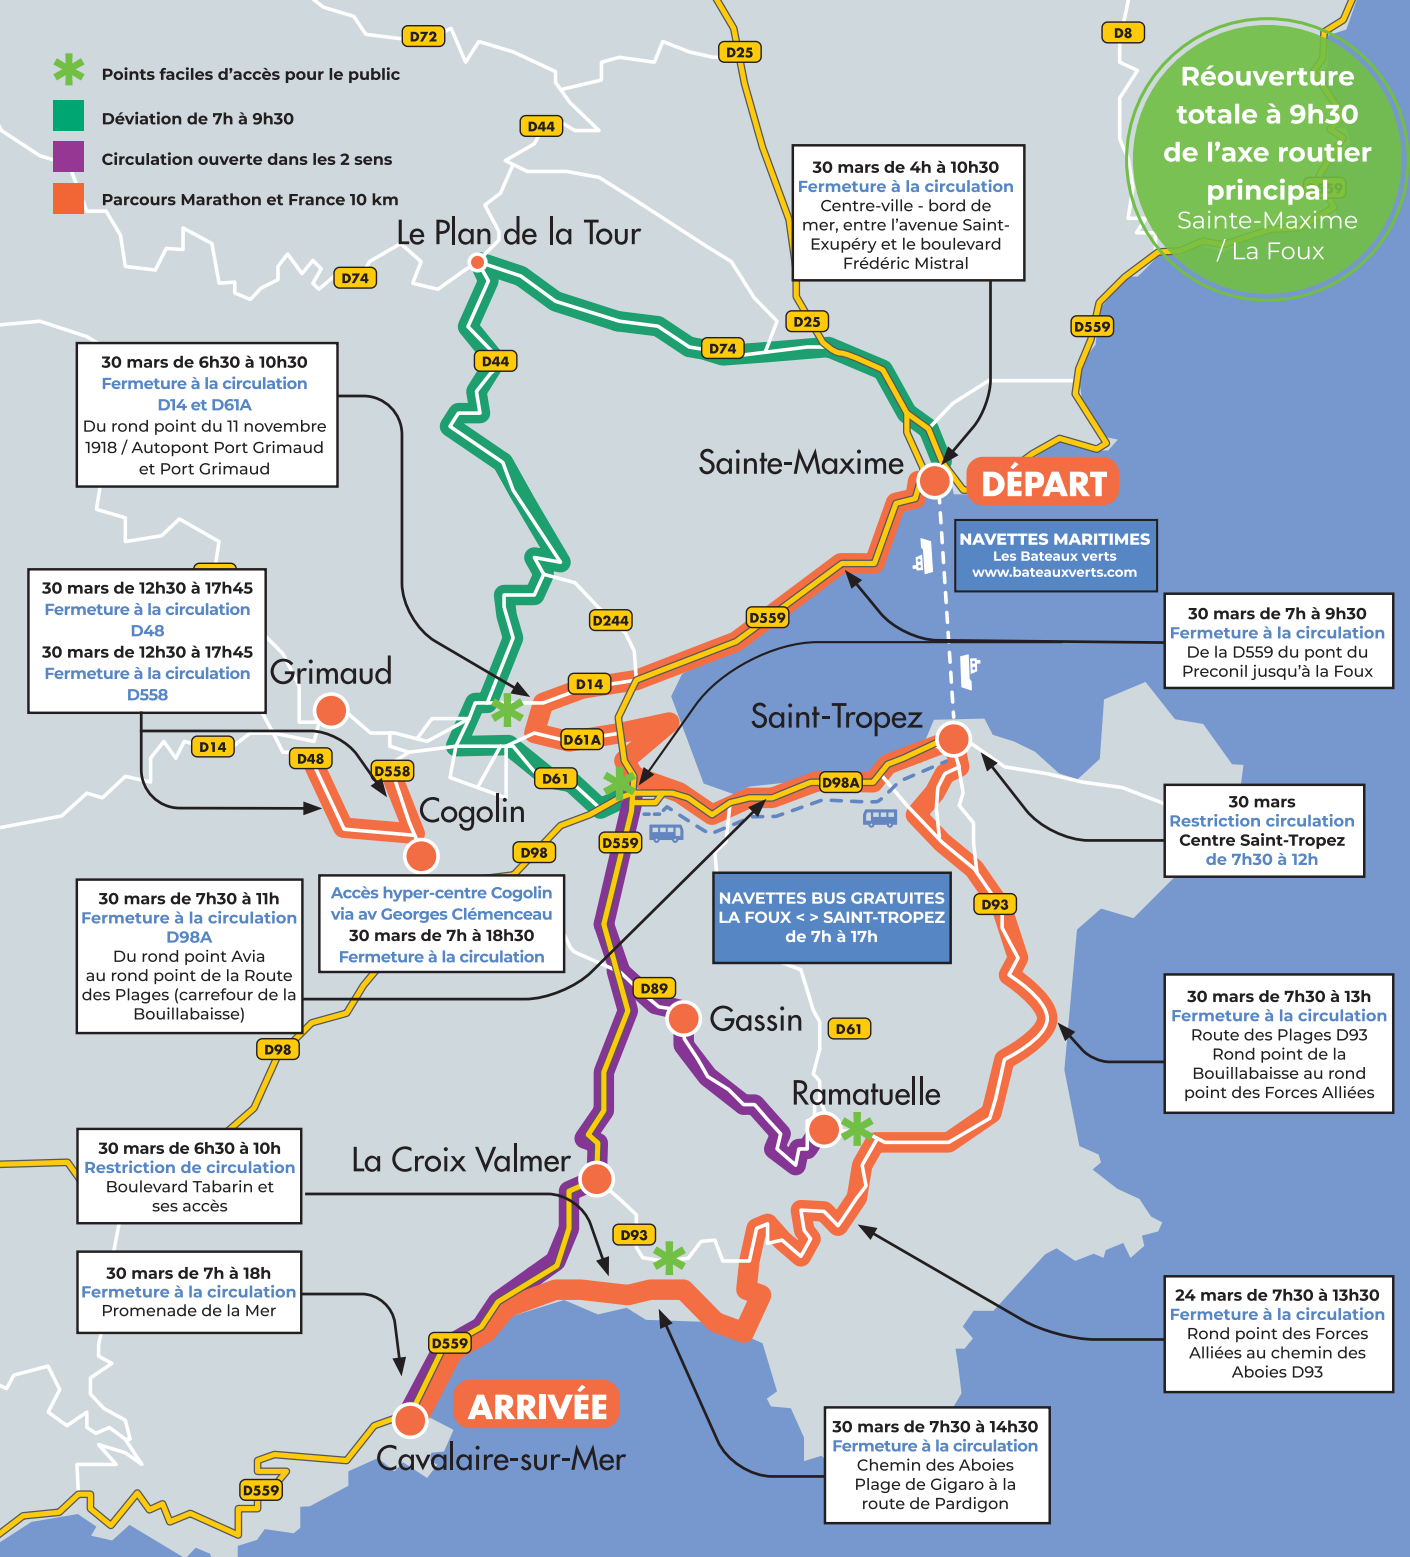 Points faciles d'accès pour le public
Déviation de 7h à 9h30
Circulation ouverte dans les 2 sens
Parcours Marathon et France 10 km
D72
D25
D8
Réouverture
totale à 9h30
de l'axe routier
principal
Sainte-Maxime
/ La Foux
D44
30 mars de 4h à 10h30
Fermeture à la circulation
Centre-ville - bord de
mer, entre l'avenue Saint-
Exupéry et le boulevard
Frédéric Mistral
Le Plan de la Tour
D74
D25
D559
D74
D44
30 mars de 6h30 à 10h30
Fermeture à la circulation
D14 et D61A
Du rond point du 11 novembre
1918 / Autopont Port Grimaud
et Port Grimaud
Sainte-Maxime
DÉPART
NAVETTES MARITIMES
Les Bateaux verts
www.bateauxverts.com
30 mars de 12h30 à 17h45
Fermeture à la circulation
D48
30 mars de 12h30 à 17h45
Fermeture à la circulation
D558
D244
D559
30 mars de 7h à 9h30
Fermeture à la circulation
De la D559 du pont du
Preconil jusqu'à la Foux
Grimaud
D14
Saint-Tropez
D14
D61A
D48
D558
D61
D98A
Cogolin
30 mars
Restriction circulation
Centre Saint-Tropez
de 7h30 à 12h
D98
D559
30 mars de 7h30 à 11h
Fermeture à la circulation
D98A
Du rond point Avia
au rond point de la Route
des Plages (carrefour de la
Bouillabaisse)
Accès hyper-centre Cogolin
via av Georges Clémenceau
30 mars de 7h à 18h30
Fermeture à la circulation
NAVETTES BUS GRATUITES
LA FOUX < > SAINT-TROPEZ
de 7h à 17h
D93
D89
Gassin
D61
30 mars de 7h30 à 13h
Fermeture à la circulation
Route des Plages D93
Rond point de la
Bouillabaisse au rond
point des Forces Alliées
D98
Ramatuelle
30 mars de 6h30 à 10h
Restriction de circulation
Boulevard Tabarin et
ses accès
La Croix Valmer
D93
30 mars de 7h à 18h
Fermeture à la circulation
Promenade de la Mer
24 mars de 7h30 à 13h30
Fermeture à la circulation
Rond point des Forces
Alliées au chemin des
Aboies D93
D559
ARRIVÉE
30 mars de 7h30 à 14h30
Fermeture à la circulation
Chemin des Aboies
Plage de Gigaro à la
route de Pardigon
Cavalaire-sur-Mer
D559